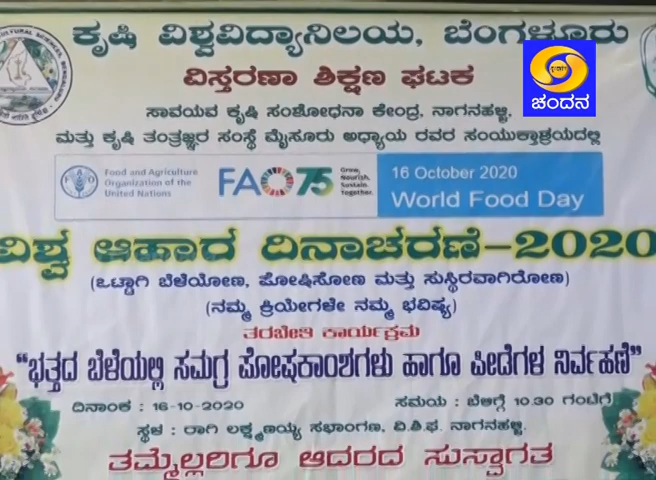 ಕೃಷಿ ವಿಶ್ವವಿದ್ಯಾನಿಲಯ, ಬೆಂಗಳೂರು
ವಿಸ್ತರಣಾ ಶಿಕ್ಷಣ ಘಟಕ
ಚಂದನ
ಸಾವಯವ ಕೃಷಿ ಸಂಶೋಧನಾ ಕೇಂದ್ರ, ನಾಗನಹಳ್ಳಿ,
ಮತ್ತು ಕೃಷಿ ತಂತ್ರಜ್ಞರ ಸಂಸ್ಥೆ ಮೈಸೂರು ಅಧ್ಯಾಯ ರವರ ಸಂಯುಕ್ತಾಶ್ರಯದಲ್ಲಿ
Food and Agriculture
Organization of the
United Nations
FAO75
Grow,
Nourish,
Sustain.
Together.
16 October 2020
World Food Day
ವಿಶ್ವ ಆಹಾರ ದಿನಾಚರಣೆ-2020
(ಒಟ್ಟಾಗಿ ಬೆಳೆಯೋಣ, ಪೋಷಿಸೋಣ ಮತ್ತು ಸುಸ್ಥಿರವಾಗಿರೋಣ)
(ನಮ್ಮ ಕ್ರಿಯೇಗಳೇ ನಮ್ಮ ಭವಿಷ್ಯ)
ತರಬೇತಿ ಕಾರ್ಯಕ್ರಮ
"ಭತ್ತದ ಬೆಳೆಯಲ್ಲಿ ಸಮಗ್ರ ಪೋಷಕಾಂಶಗಳು ಹಾಗೂ ಪೀಡೆಗಳ ನಿರ್ವಹಣೆ"
ದಿನಾಂಕ : 16-10-2020
ಸಮಯ : ಬೆಳಿಗ್ಗೆ 10.30 ಗಂಟೆಗೆ
ಸ್ಥಳ : ರಾಗಿ ಲಕ್ಷ್ಮಣಯ್ಯ ಸಭಾಂಗಣ, ವಿ.ಶಿ.ಘ. ನಾಗನಹಳ್ಳಿ.
ತಮ್ಮೆಲ್ಲರಿಗೂ ಆದರದ ಸುಸ್ವಾಗತ